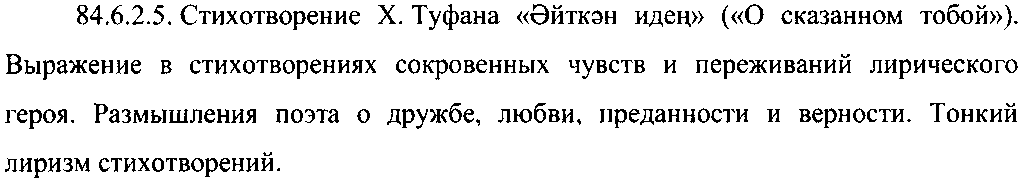 84.6.2.5. Стихотворение Х. Туфана «Әйткән идең» («О сказанном тобой»).
Выражение в стихотворениях сокровенных чувств и переживаний лирического
героя. Размышления поэта о дружбе, любви, преданности и верности. Тонкий
лиризм стихотворений.